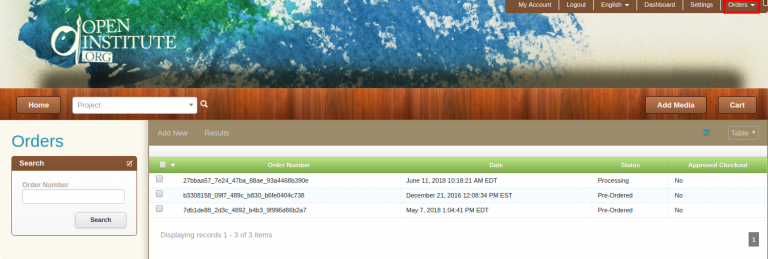 My Account Logout English Dashboard Settings Orders
OPEN
INSTITUTE
.ORG
Home Project Add Media Cart
Orders
Add New Results Table
Search
Order Number
Search
Order Number Date Status Approved Checkout
27bbaa57_7e24_47ba_88ae_93a4468b390e June 11, 2018 10:18:21 AM EDT Processing No
b3308158_09f7_489c_b830_b6fe0404c738 December 21, 2016 12:08:34 PM EST Pre-Ordered No
7db1de88_2d3c_4892_b4b3_9f996d86b2a7 May 7, 2018 1:04:41 PM EDT Pre-Ordered No
Displaying records 1 - 3 of 3 items
1